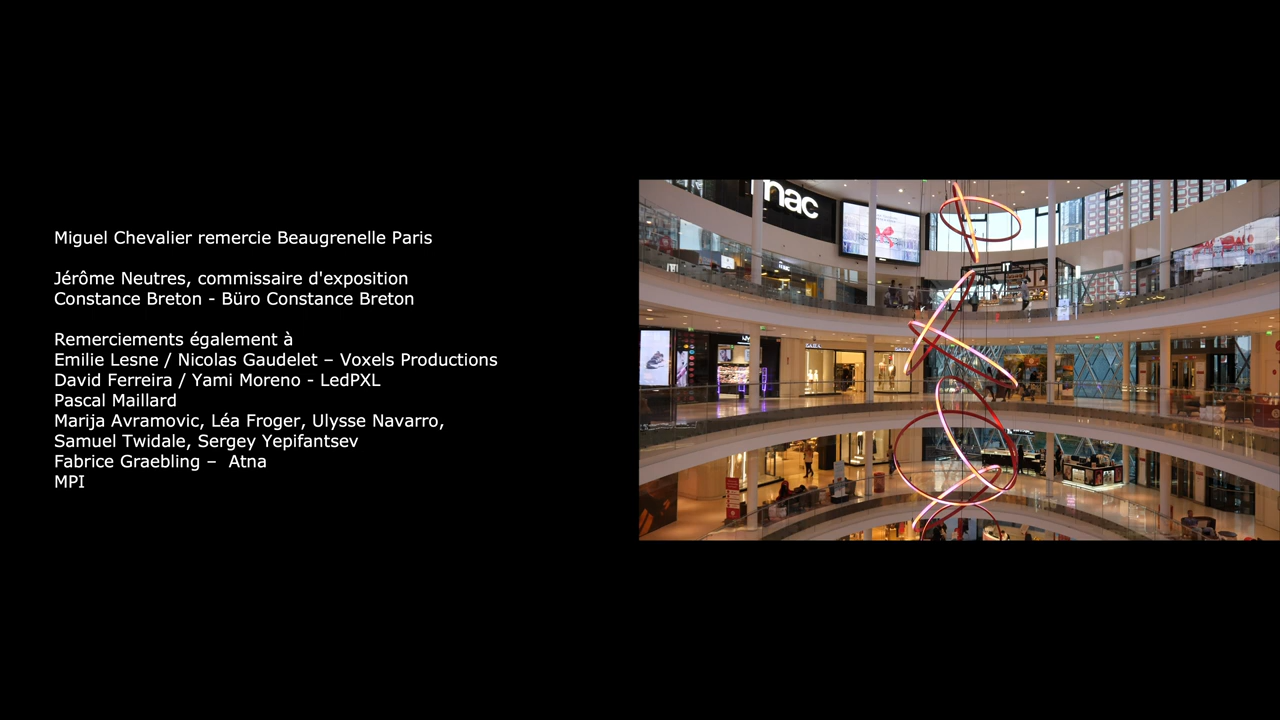 Miguel Chevalier remercie Beaugrenelle Paris
Jérôme Neutres, commissaire d'exposition
Constance Breton - Büro Constance Breton
Remerciements également à
Emilie Lesne / Nicolas Gaudelet – Voxels Productions
David Ferreira / Yami Moreno - LedPXL
Pascal Maillard
Marija Avramovic, Léa Froger, Ulysse Navarro,
Samuel Twidale, Sergey Yepifantsev
Fabrice Graebling –  Atna
MPI
fnac
IT